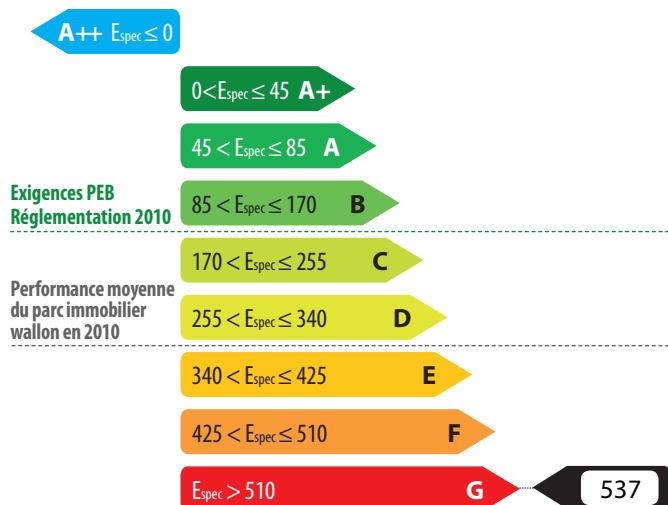 A++ Espec ≤ 0
0<Espec ≤ 45 A+
45 < Espec ≤ 85 A
Exigences PEB
Réglementation 2010
85 < Espec ≤ 170 B
170 < Espec ≤ 255 C
Performance moyenne
du parc immobilier
wallon en 2010
255 < Espec ≤ 340 D
340 < Espec ≤ 425 E
425 < Espec ≤ 510 F
Espec > 510 G 537